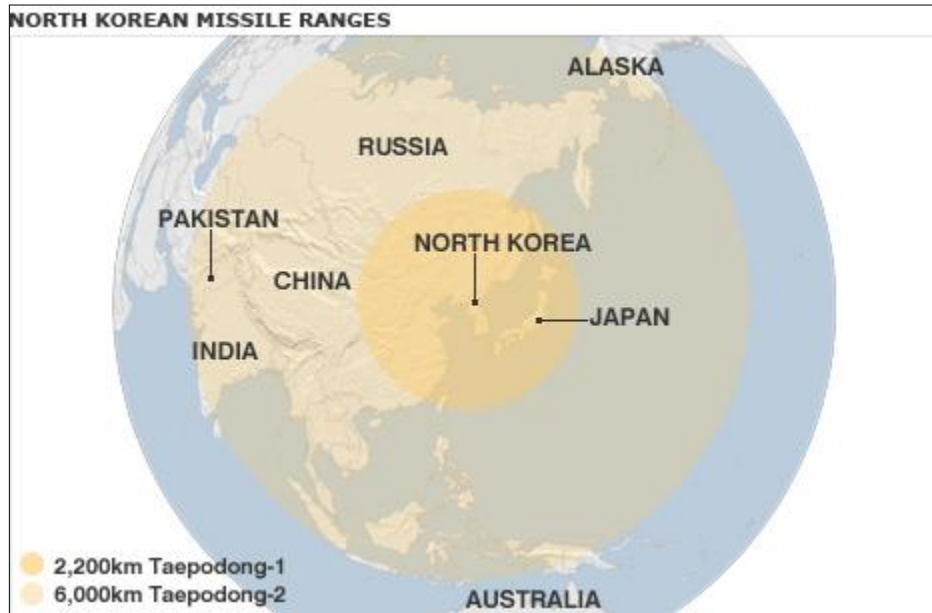 NORTH KOREAN MISSILE RANGES
ALASKA
RUSSIA
PAKISTAN
NORTH KOREA
CHINA
JAPAN
INDIA
2,200km Taepodong-1
6,000km Taepodong-2
AUSTRALIA